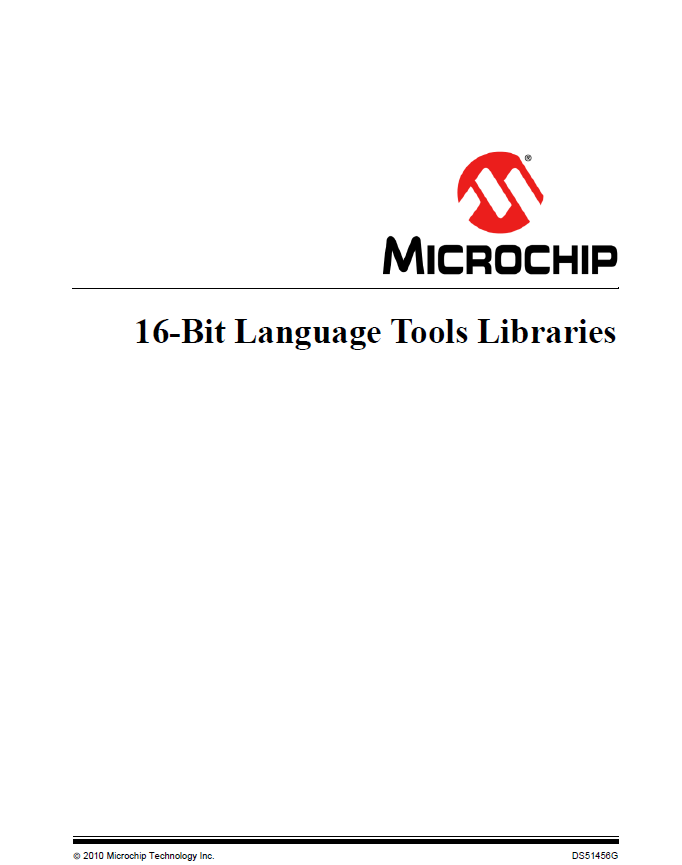 ®
MICROCHIP
16-Bit Language Tools Libraries
© 2010 Microchip Technology Inc. DS51456G